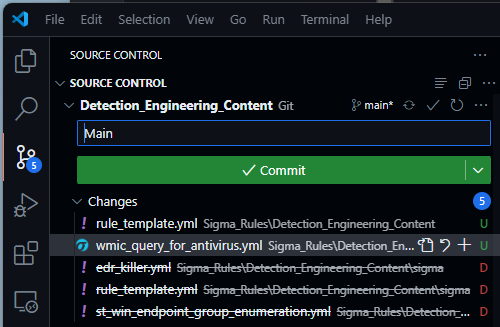 File Edit Selection View Go Run Terminal Help
SOURCE CONTROL
SOURCE CONTROL
Detection_Engineering_Content Git main*
Main
Commit
5
Changes 5
! rule_template.yml Sigma_Rules\Detection_Engineering_Content U
wmic_query_for_antivirus.yml Sigma_Rules\Detection_En... U
! edr_killer.yml Sigma_Rules\Detection_Engineering_Content\sigma D
! rule_template.yml Sigma_Rules\Detection_Engineering_Content\sigma D
! st_win_endpoint_group_enumeration.yml Sigma_Rules\Detection_... D